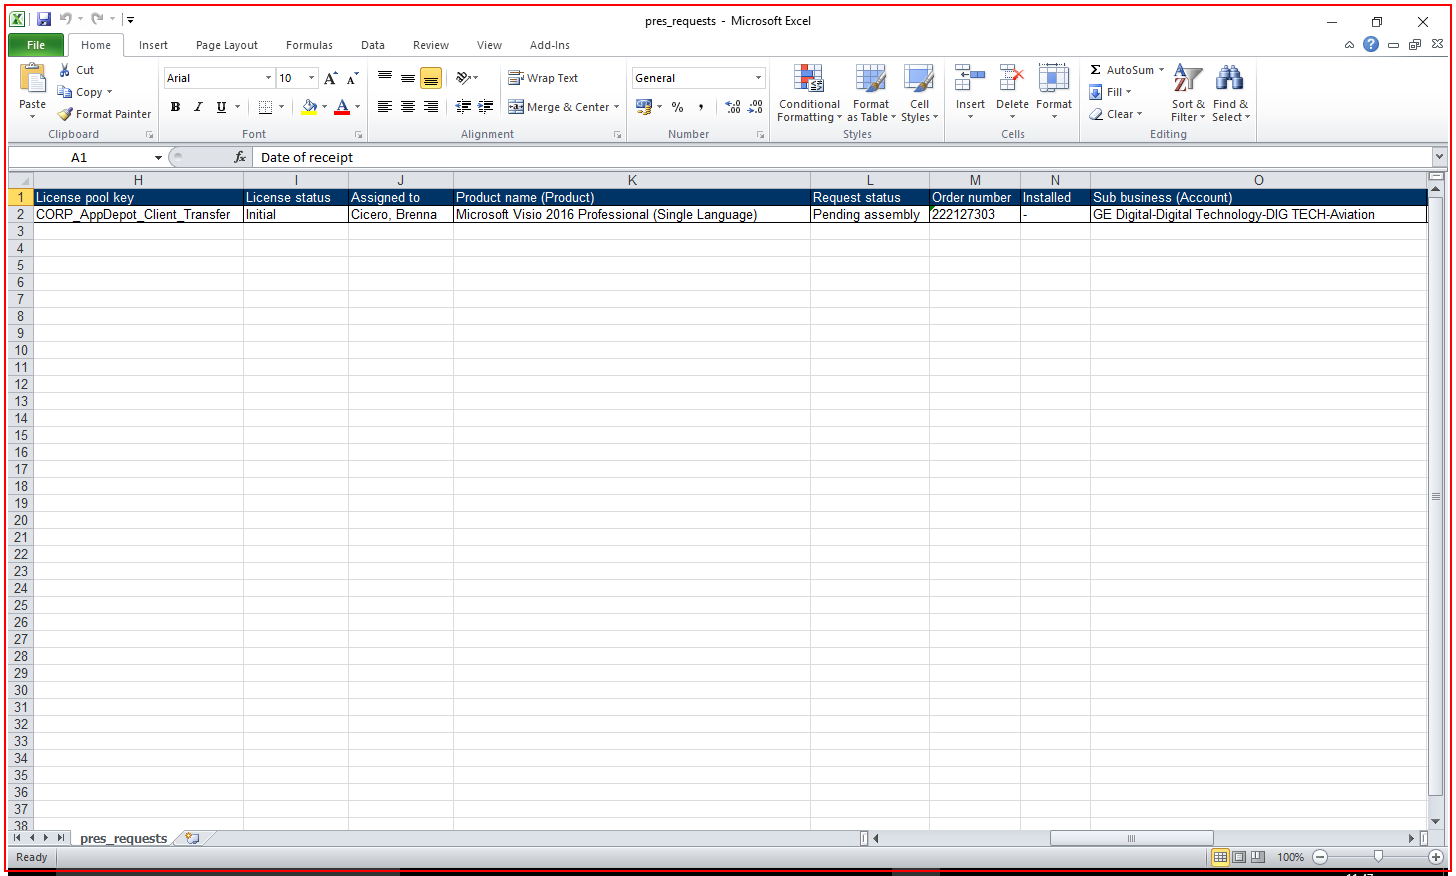 pres_requests - Microsoft Excel
File Home Insert Page Layout Formulas Data Review View Add-Ins
Paste
Cut
Copy
Format Painter
Clipboard
Arial 10
B I U
Font
Wrap Text
Merge & Center
Alignment
General
%
Number
Conditional Formatting
Format as Table
Cell Styles
Styles
Insert Delete Format
Cells
Σ AutoSum
Fill
Clear
Sort & Filter
Find & Select
Editing
A1 fx Date of receipt
H I J K L M N O
1 License pool key License status Assigned to Product name (Product) Request status Order number Installed Sub business (Account)
2 CORP_AppDepot_Client_Transfer Initial Cicero, Brenna Microsoft Visio 2016 Professional (Single Language) Pending assembly 222127303 - GE Digital-Digital Technology-DIG TECH-Aviation
3
4
5
6
7
8
9
10
11
12
13
14
15
16
17
18
19
20
21
22
23
24
25
26
27
28
29
30
31
32
33
34
35
36
37
38
pres_requests
Ready 100%